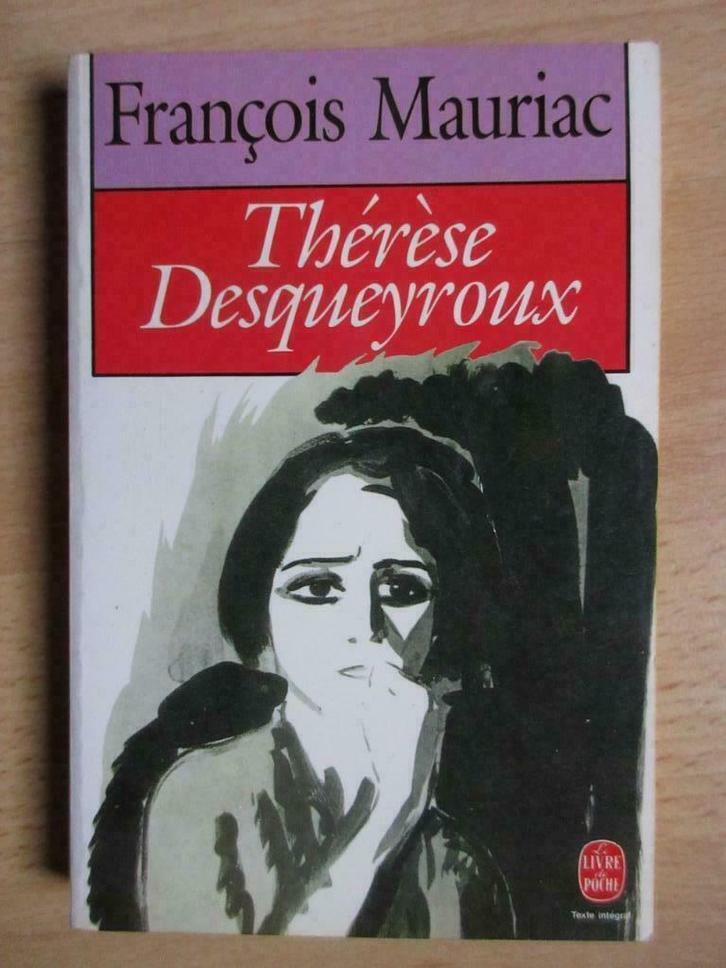 François Mauriac
Thérèse
Desqueyroux
Le
LIVRE
de
POCHE
Texte intégral